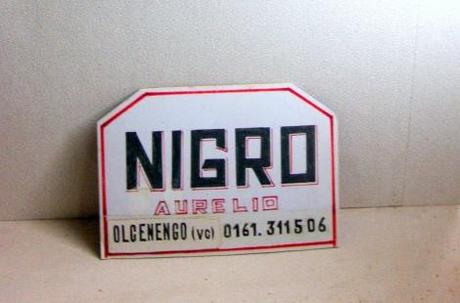 NIGRO
AURELIO
OLCENENGO (VC) 0161. 311506